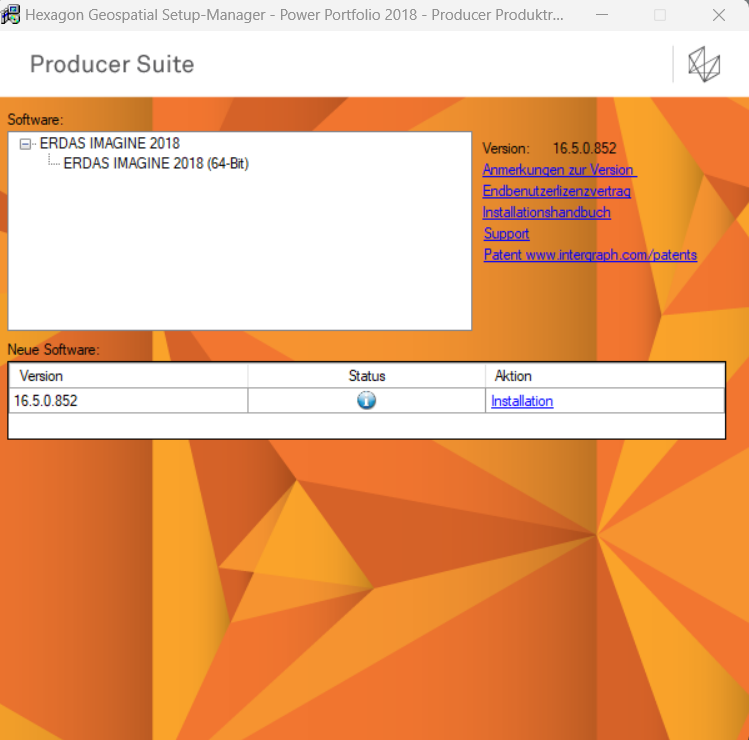 Hexagon Geospatial Setup-Manager - Power Portfolio 2018 - Producer Produktr...
Producer Suite
Software:
ERDAS IMAGINE 2018
ERDAS IMAGINE 2018 (64-Bit)
Version: 16.5.0.852
Anmerkungen zur Version
Endbenutzerlizenzvertrag
Installationshandbuch
Support
Patent www.intergraph.com/patents
Neue Software:
Version Status Aktion
16.5.0.852 Installation